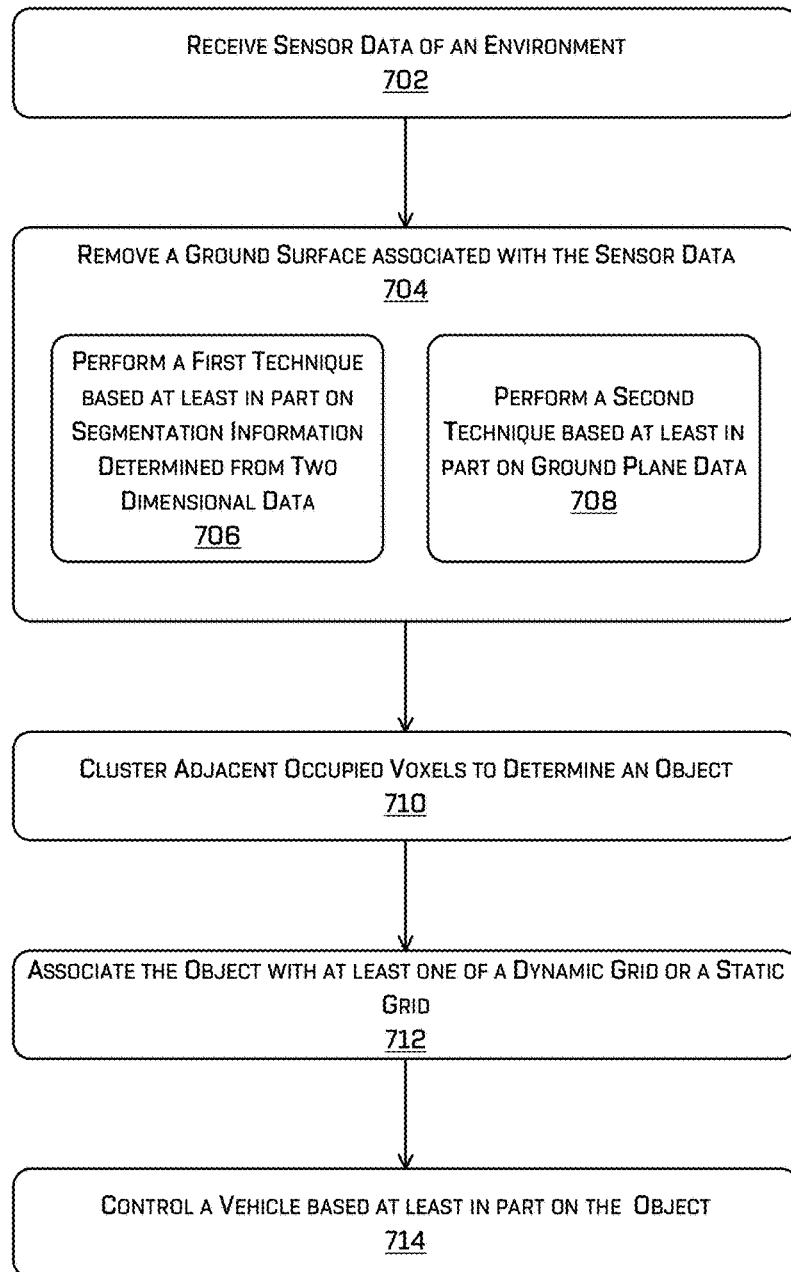 Receive Sensor Data of an Environment
702
Remove a Ground Surface associated with the Sensor Data
704
Perform a First Technique
based at least in part on
Segmentation Information
Determined from Two
Dimensional Data
706
Perform a Second
Technique based at least in
part on Ground Plane Data
708
Cluster Adjacent Occupied Voxels to Determine an Object
710
Associate the Object with at least one of a Dynamic Grid or a Static
Grid
712
Control a Vehicle based at least in part on the Object
714